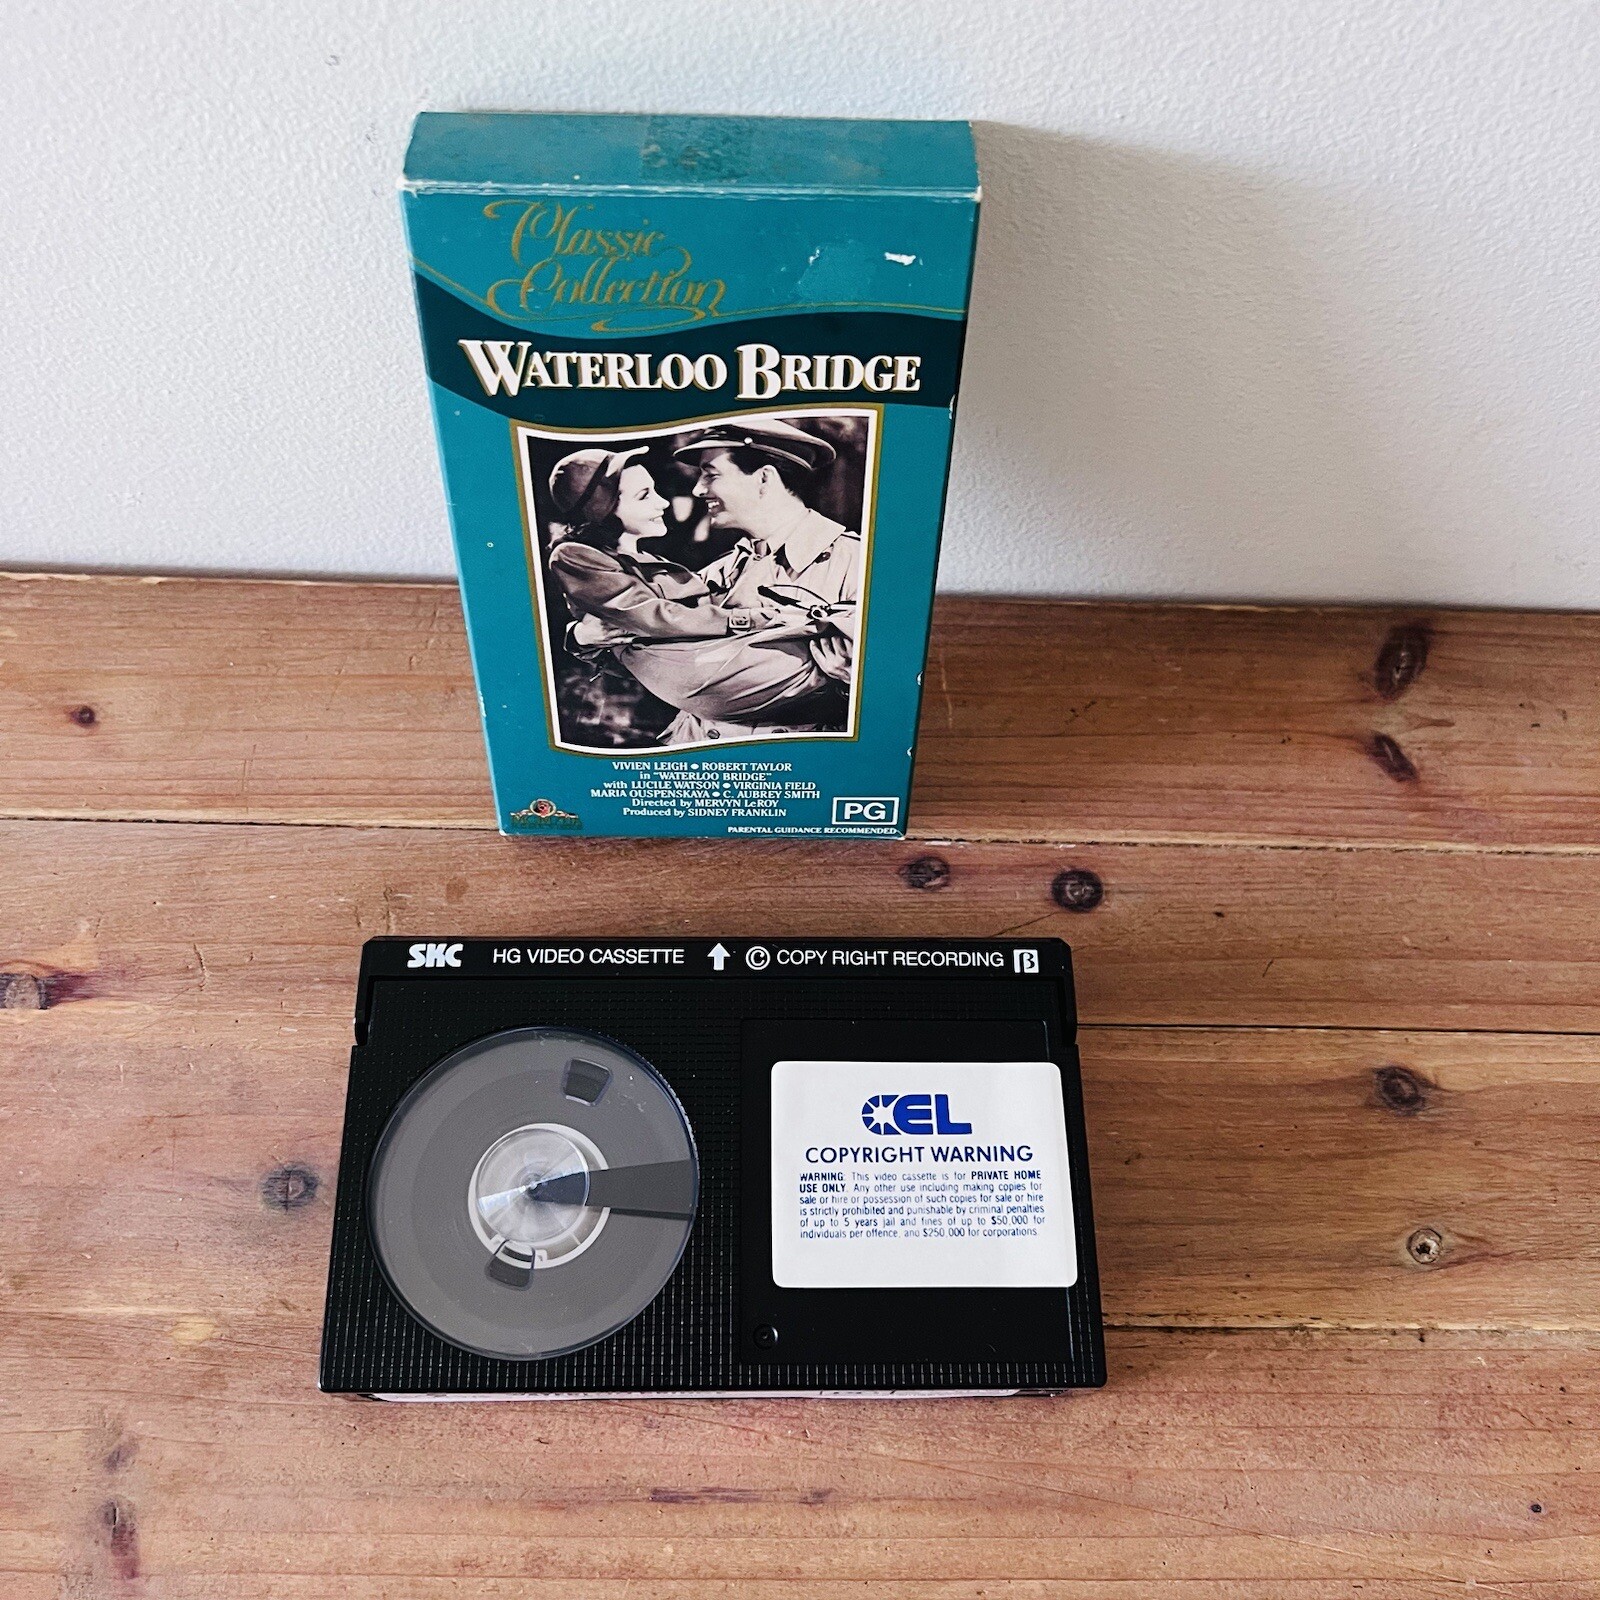 Classic
Collection
WATERLOO BRIDGE
VIVIEN LEIGH • ROBERT TAYLOR
in "WATERLOO BRIDGE"
with LUCILE WATSON • VIRGINIA FIELD
MARIA OUSPENSKAYA • C. AUBREY SMITH
Directed by MERVYN LeROY
Produced by SIDNEY FRANKLIN
PG
PARENTAL GUIDANCE RECOMMENDED
SKC HG VIDEO CASSETTE © COPY RIGHT RECORDING β
CEL
COPYRIGHT WARNING
WARNING: This video cassette is for PRIVATE HOME
USE ONLY. Any other use including making copies for
sale or hire or possession of such copies for sale or hire
is strictly prohibited and punishable by criminal penalties
of up to 5 years jail and fines of up to $50,000 for
individuals per offence, and $250,000 for corporations.